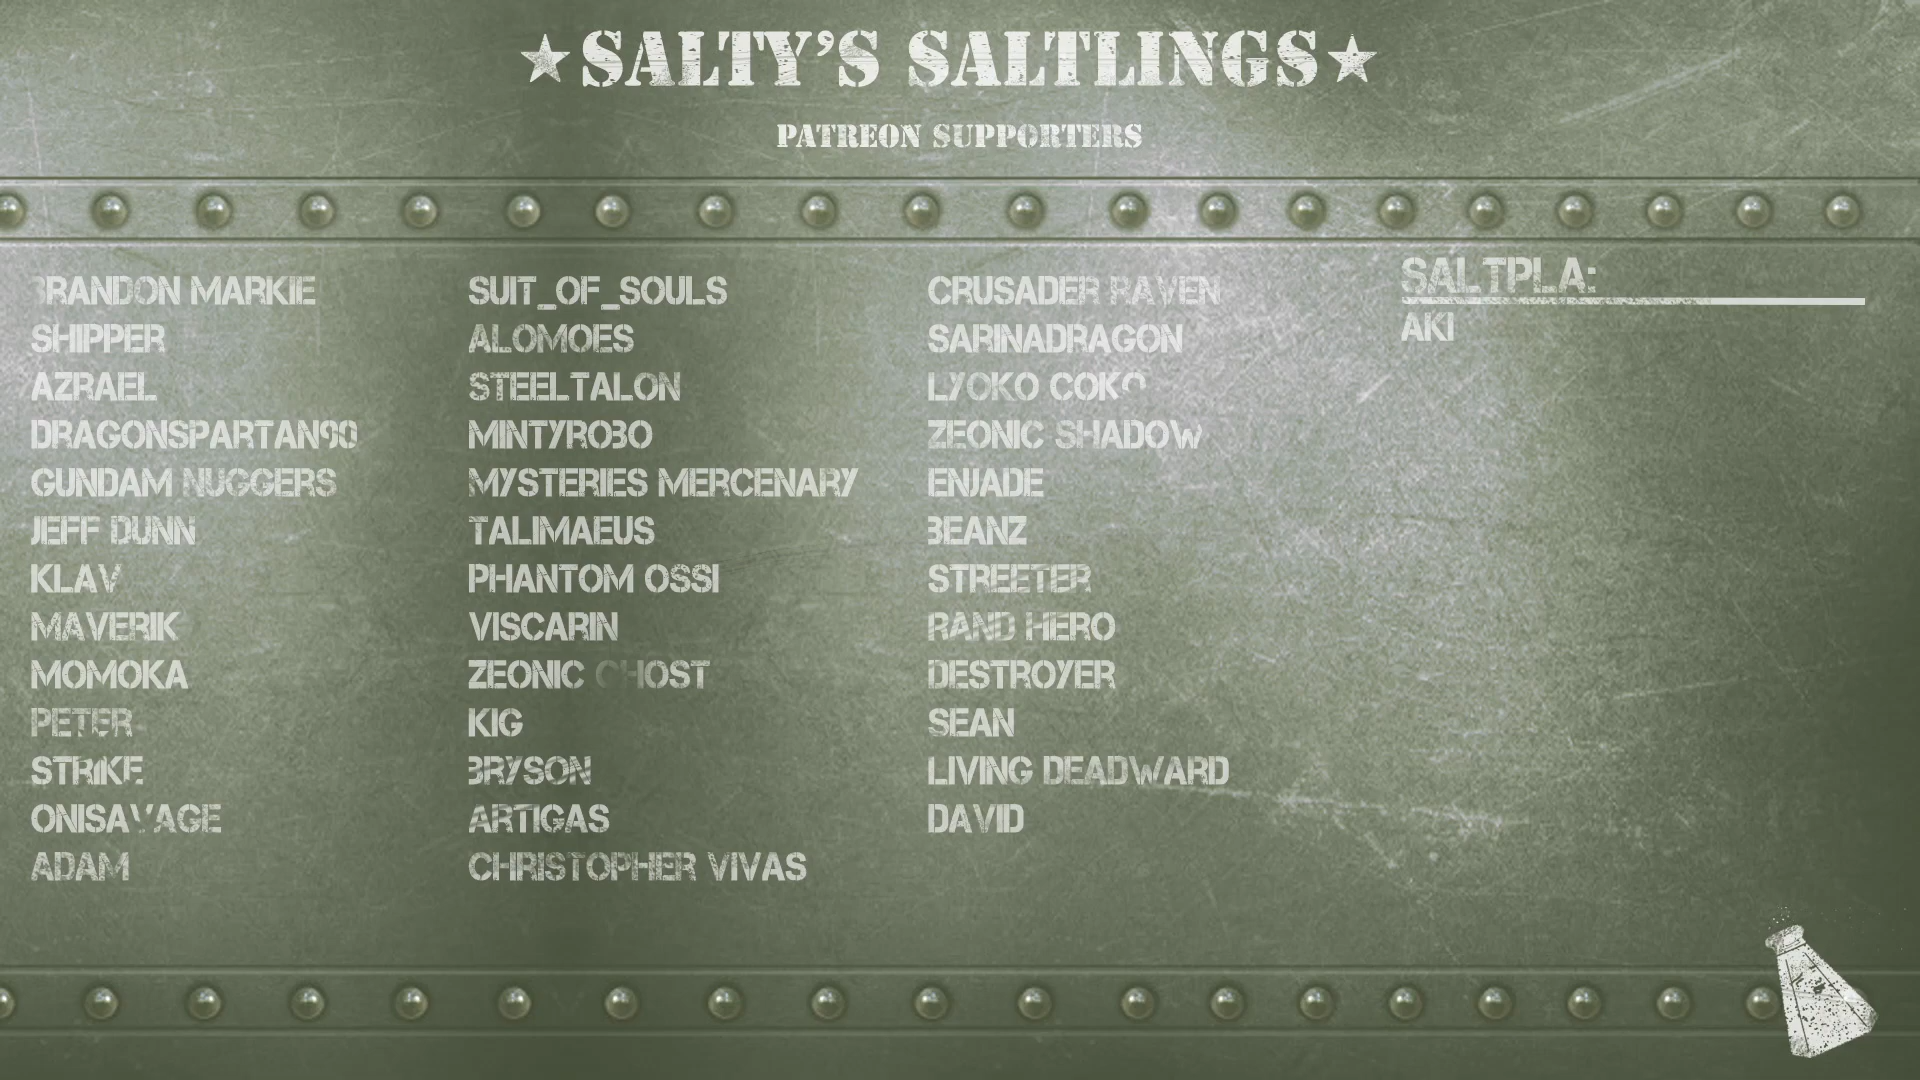 ★SALTY'S SALTLINGS★
PATREON SUPPORTERS
BRANDON MARKIE
SHIPPER
AZRAEL
DRAGONSPARTAN90
GUNDAM NUGGERS
JEFF DUNN
KLAV
MAVERIK
MOMOKA
PETER
STRIKE
ONISAVAGE
ADAM
SUIT_OF_SOULS
ALOMOES
STEELTALON
MINTYROBO
MYSTERIES MERCENARY
TALIMAEUS
PHANTOM OSSI
VISCARIN
ZEONIC GHOST
KIG
BRYSON
ARTIGAS
CHRISTOPHER VIVAS
CRUSADER RAVEN
SARINADRAGON
LYOKO COKO
ZEONIC SHADOW
ENJADE
BEANZ
STREETER
RAND HERO
DESTROYER
SEAN
LIVING DEADWARD
DAVID
SALTPLA:
AKI